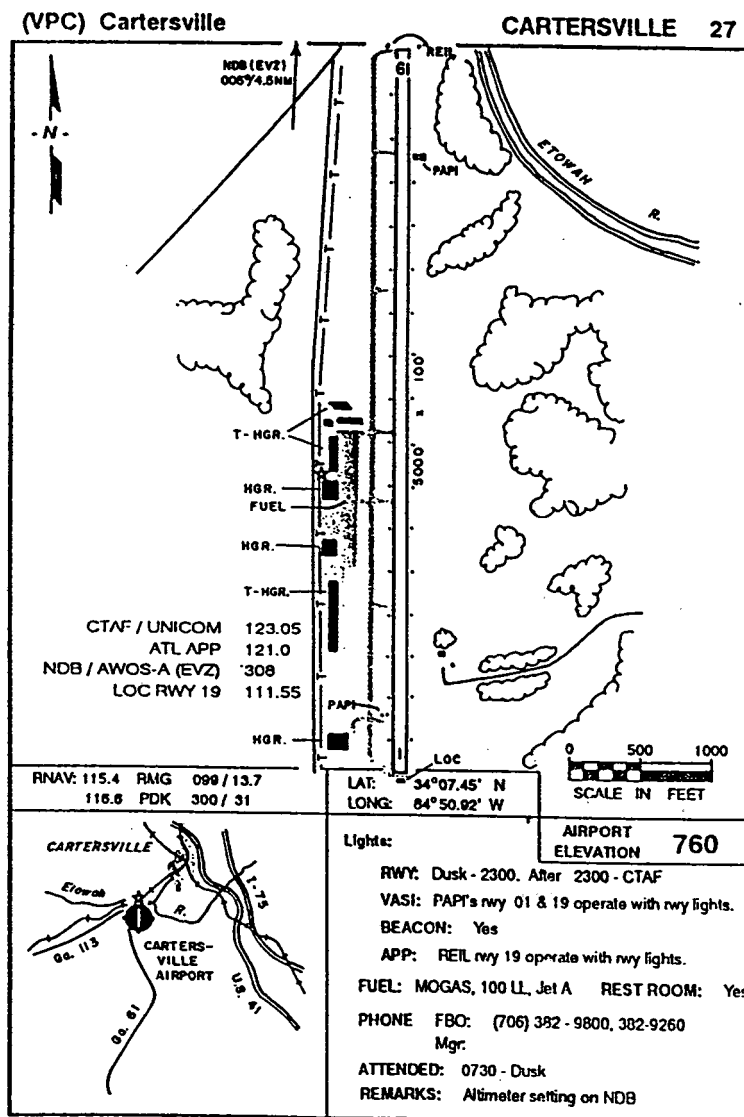 (VPC) Cartersville
CARTERSVILLE 27
NDB (EVZ)
006°/4.5NM
REIL
19
- N -
PAPI
ETOWAH
R.
5000' x 100'
T-HGR.
HGR.
FUEL
HGR.
T-HGR.
CTAF / UNICOM 123.05
ATL APP 121.0
NDB / AWOS-A (EVZ) 308
LOC RWY 19 111.55
PAPI
HGR.
1
LOC
0 500 1000
SCALE IN FEET
RNAV: 115.4 RMG 099 / 13.7
116.6 PDK 300 / 31
LAT: 34° 07.45' N
LONG: 84° 50.92' W
AIRPORT
ELEVATION 760
CARTERSVILLE
Etowah
R.
I-75
Ga. 113
CARTERS-
VILLE
AIRPORT
U.S. 41
Ga. 61
Lights:
RWY: Dusk - 2300. After 2300 - CTAF
VASI: PAPI's rwy 01 & 19 operate with rwy lights.
BEACON: Yes
APP: REIL rwy 19 operate with rwy lights.
FUEL: MOGAS, 100 LL, Jet A REST ROOM: Yes
PHONE FBO: (706) 382 - 9800, 382-9260
Mgr:
ATTENDED: 0730 - Dusk
REMARKS: Altimeter setting on NDB